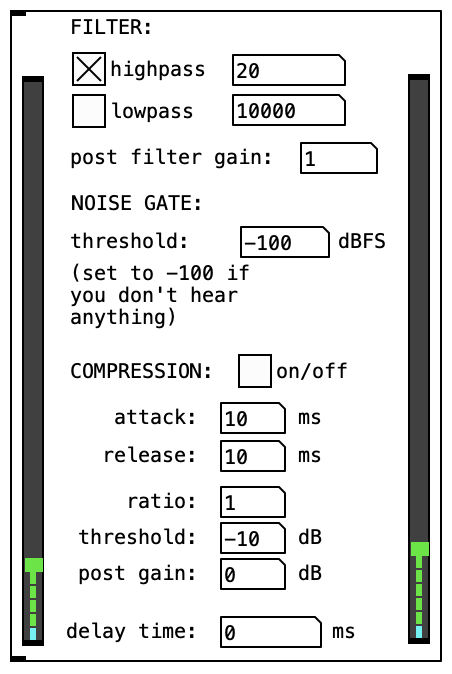 FILTER:
highpass 20
lowpass 10000
post filter gain: 1
NOISE GATE:
threshold: -100 dBFS
(set to -100 if
you don't hear
anything)
COMPRESSION: on/off
attack: 10 ms
release: 10 ms
ratio: 1
threshold: -10 dB
post gain: 0 dB
delay time: 0 ms